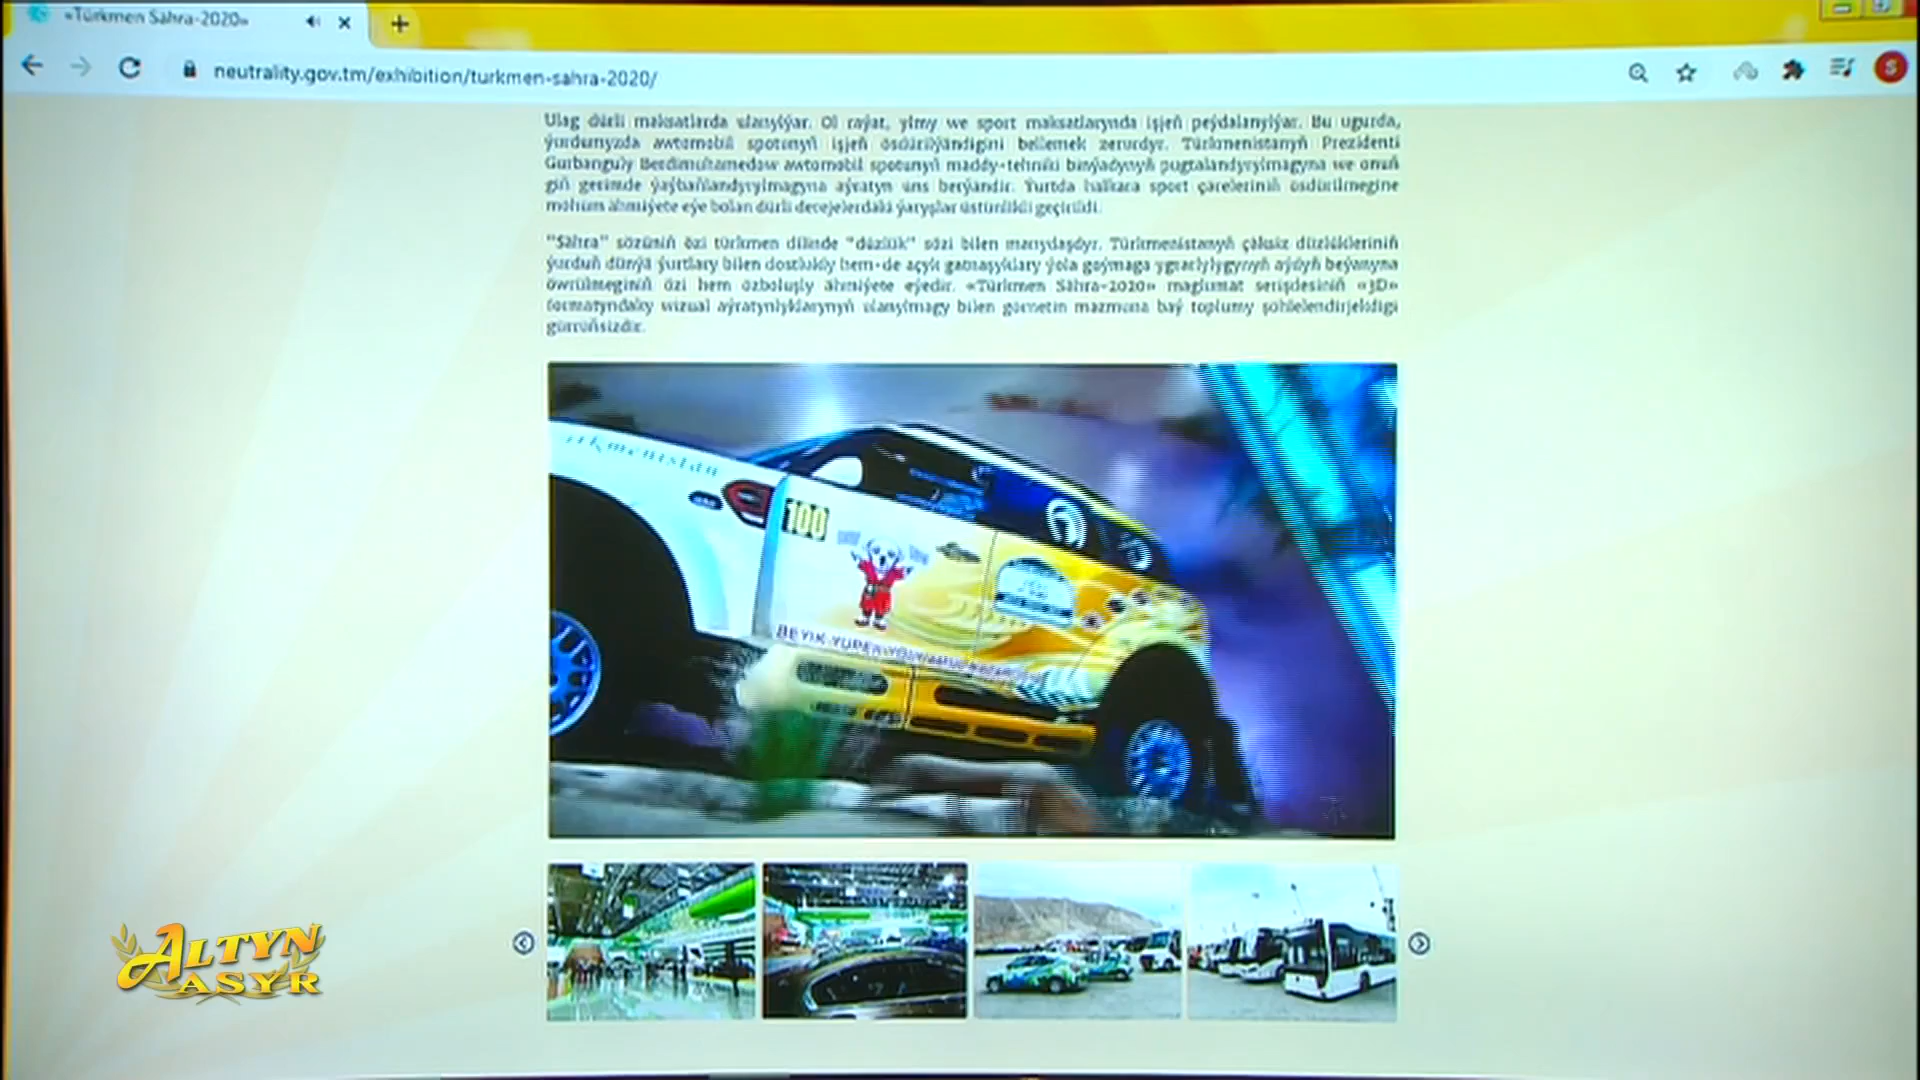 «Türkmen Sähra-2020»
neutrality.gov.tm/exhibition/turkmen-sahra-2020/
S
Ulag dürli maksatlarda ulanylýar. Ol raýat, ylmy we sport maksatlarynda işjeň peýdalanylýar. Bu ugurda,
ýurdumyzda awtomobil sportunyň işjeň ösdürilýändigini bellemek zerurdyr. Türkmenistanyň Prezidenti
Gurbanguly Berdimuhamedow awtomobil sportunyň maddy-tehniki binýadynyň pugtalandyrylmagyna we onuň
giň gerimde ýaýbaňlandyrylmagyna aýratyn üns berýändir. Ýurtda halkara sport çäreleriniň ösdürilmegine
möhüm ähmiýete eýe bolan dürli derejelerdäki ýaryşlar üstünlikli geçirildi.
"Sähra" sözüniň özi türkmen dilinde "düzlük" sözi bilen manydaşdyr. Türkmenistanyň çäksiz düzlükleriniň
ýurduň dünýä ýurtlary bilen dostlukly hem-de açyk gatnaşyklary ýola goýmaga ygrarlylygynyň aýdyň beýanyna
öwrülmeginiň özi hem özboluşly ähmiýete eýedir. «Türkmen Sähra-2020» maglumat serişdesiniň «3D»
formatyndaky wizual aýratynlyklarynyň ulanylmagy bilen görnetin mazmuna baý toplumy şöhlelendirjekdigi
gürrüňsizdir.
100
BEÝIK ÝÜPEK ÝOLY
ALTYN
ASYR